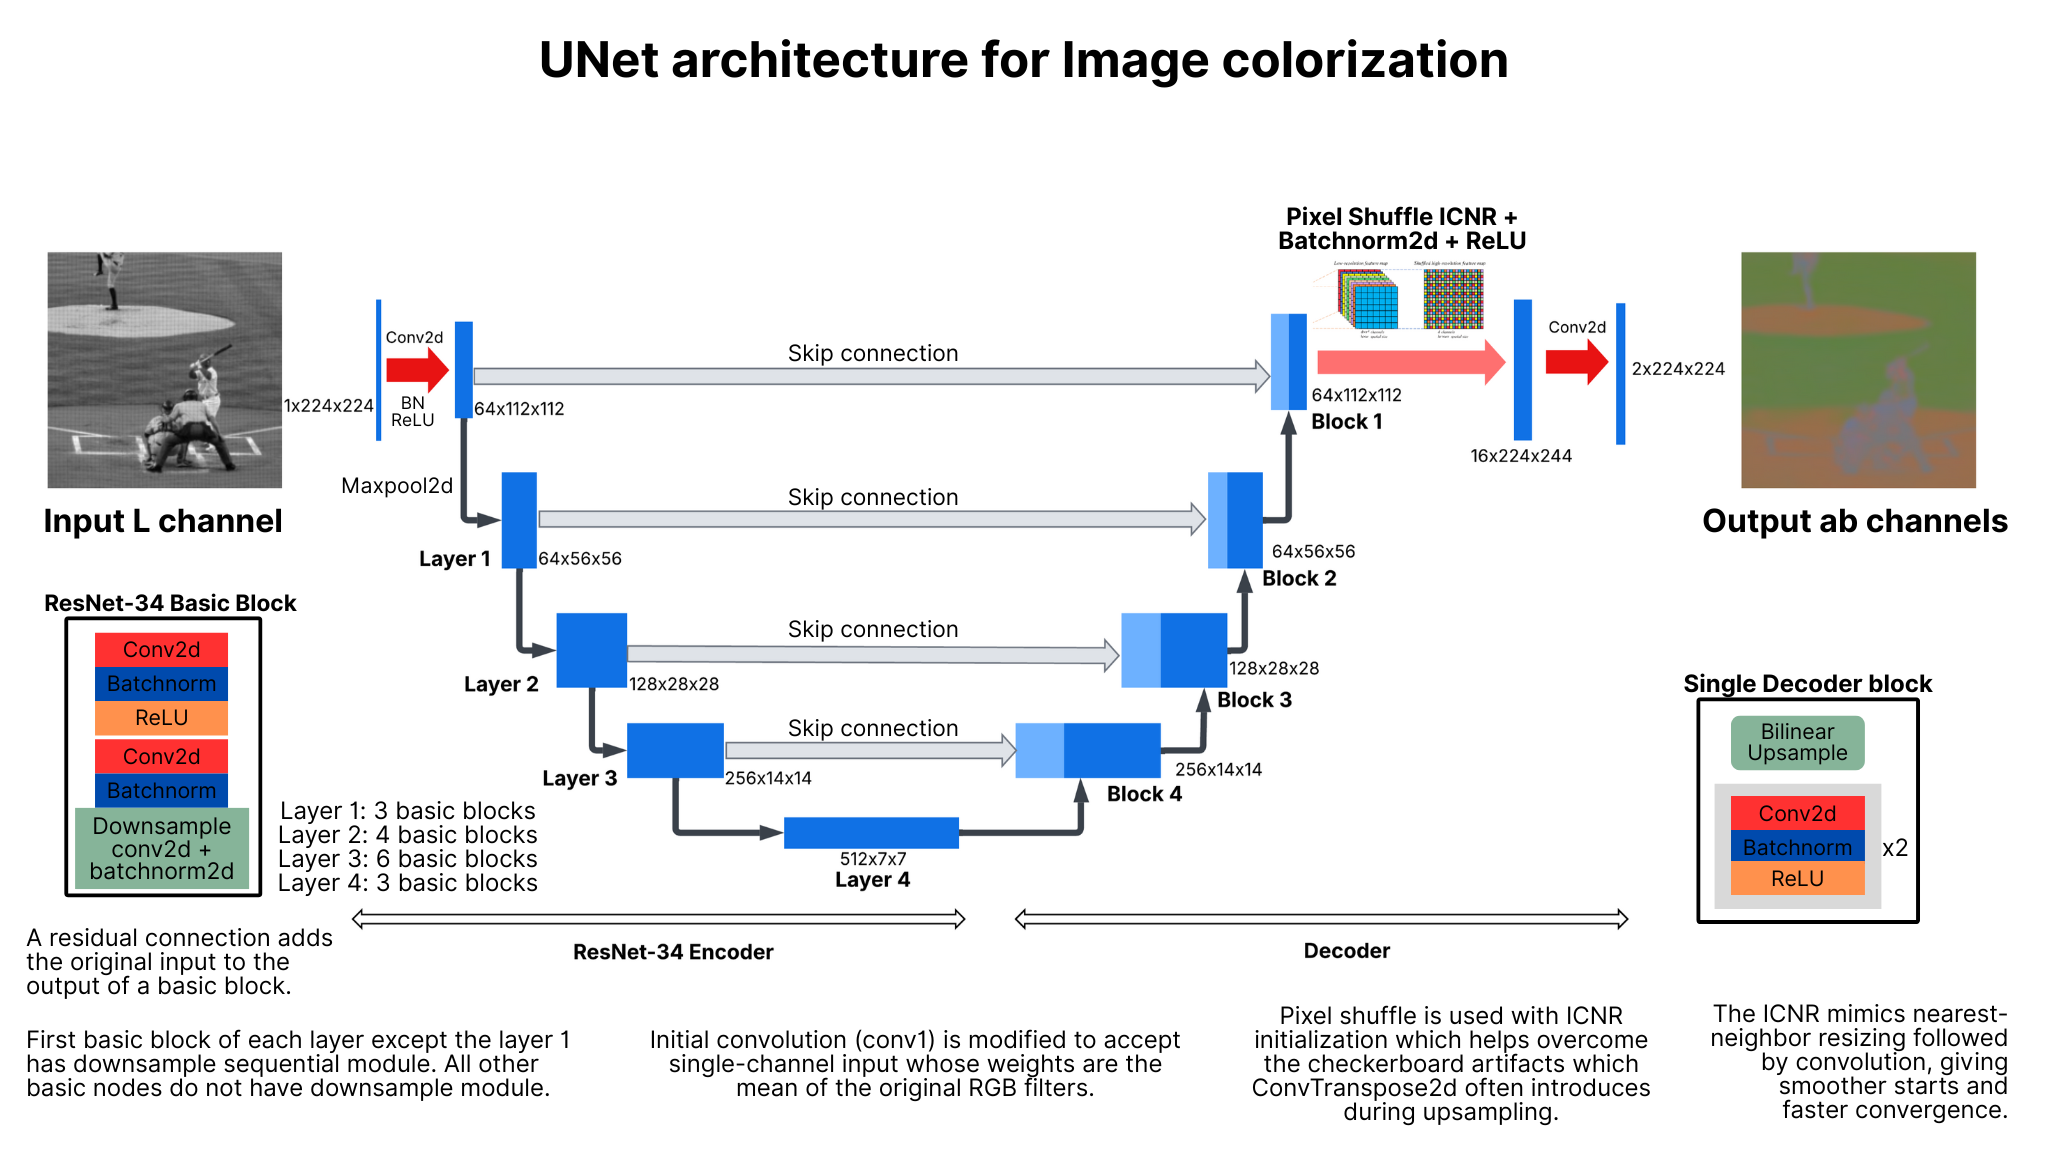 UNet architecture for Image colorization
Pixel Shuffle ICNR +
Batchnorm2d + ReLU
Low-resolution feature map
Shuffled high-resolution feature map
Conv2d
BN
ReLU
1x224x224
64x112x112
Skip connection
64x112x112
Block 1
Conv2d
2x224x224
16x224x244
Input L channel
Output ab channels
Maxpool2d
Skip connection
Layer 1
64x56x56
64x56x56
Block 2
Skip connection
Layer 2
128x28x28
128x28x28
Block 3
Skip connection
Layer 3
256x14x14
256x14x14
Block 4
512x7x7
Layer 4
ResNet-34 Basic Block
Conv2d
Batchnorm
ReLU
Conv2d
Batchnorm
Downsample
conv2d +
batchnorm2d
Layer 1: 3 basic blocks
Layer 2: 4 basic blocks
Layer 3: 6 basic blocks
Layer 4: 3 basic blocks
Single Decoder block
Bilinear
Upsample
Conv2d
Batchnorm
ReLU
x2
ResNet-34 Encoder
Decoder
A residual connection adds
the original input to the
output of a basic block.
First basic block of each layer except the layer 1
has downsample sequential module. All other
basic nodes do not have downsample module.
Initial convolution (conv1) is modified to accept
single-channel input whose weights are the
mean of the original RGB filters.
Pixel shuffle is used with ICNR
initialization which helps overcome
the checkerboard artifacts which
ConvTranspose2d often introduces
during upsampling.
The ICNR mimics nearest-
neighbor resizing followed
by convolution, giving
smoother starts and
faster convergence.